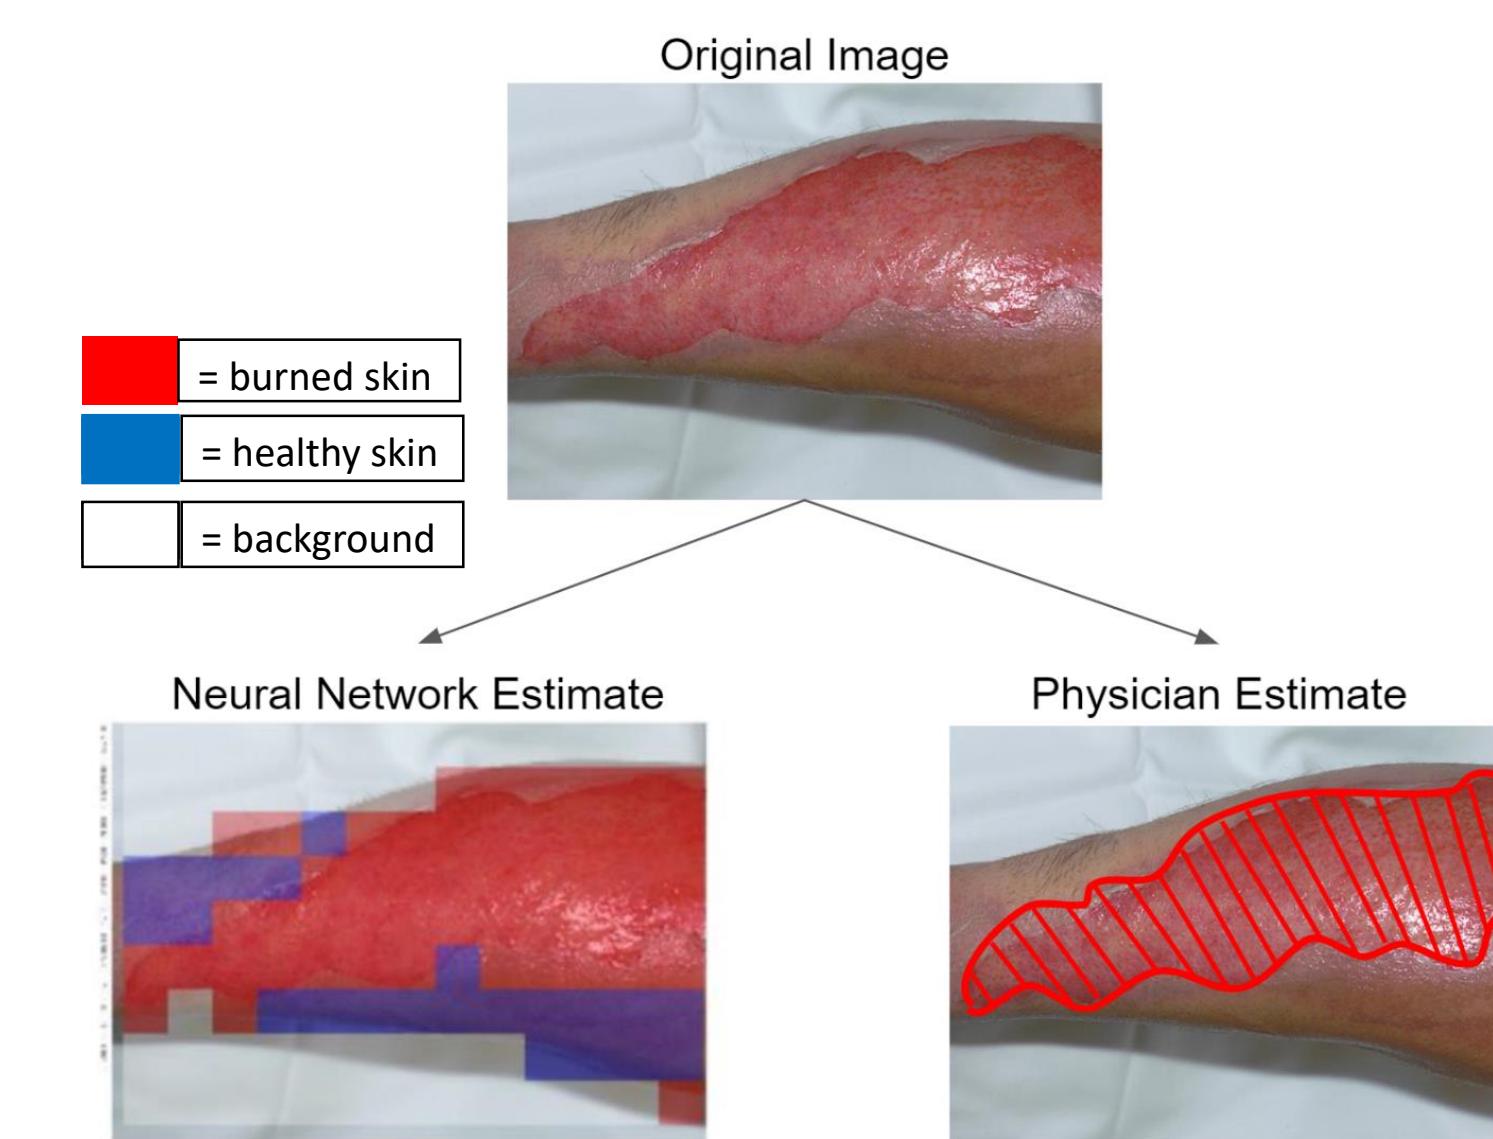 Original Image
= burned skin
= healthy skin
= background
Neural Network Estimate
Physician Estimate